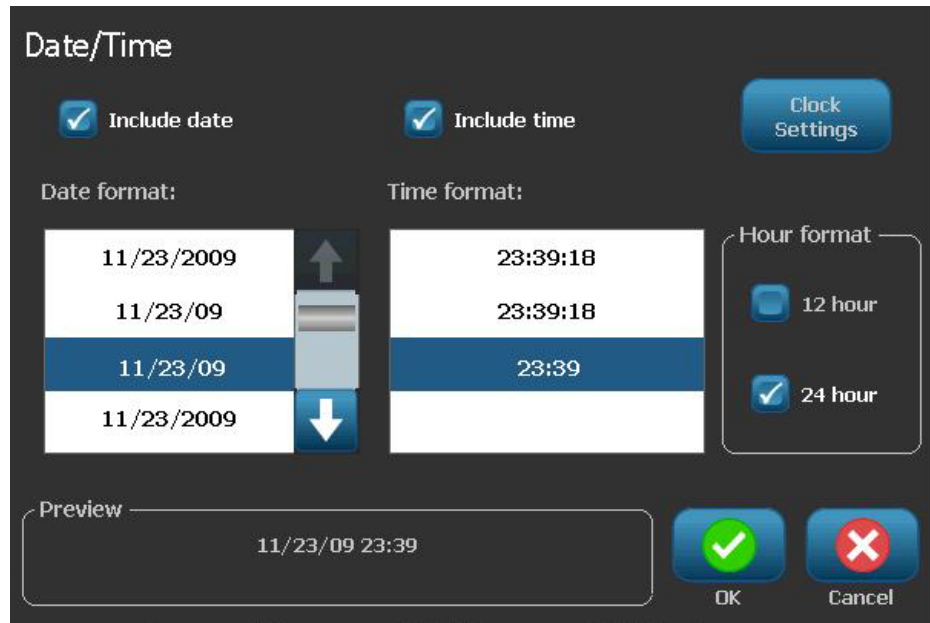 Date/Time
Include date
Include time
Clock
Settings
Date format:
Time format:
11/23/2009
11/23/09
11/23/09
11/23/2009
23:39:18
23:39:18
23:39
Hour format
12 hour
24 hour
Preview
11/23/09 23:39
OK
Cancel